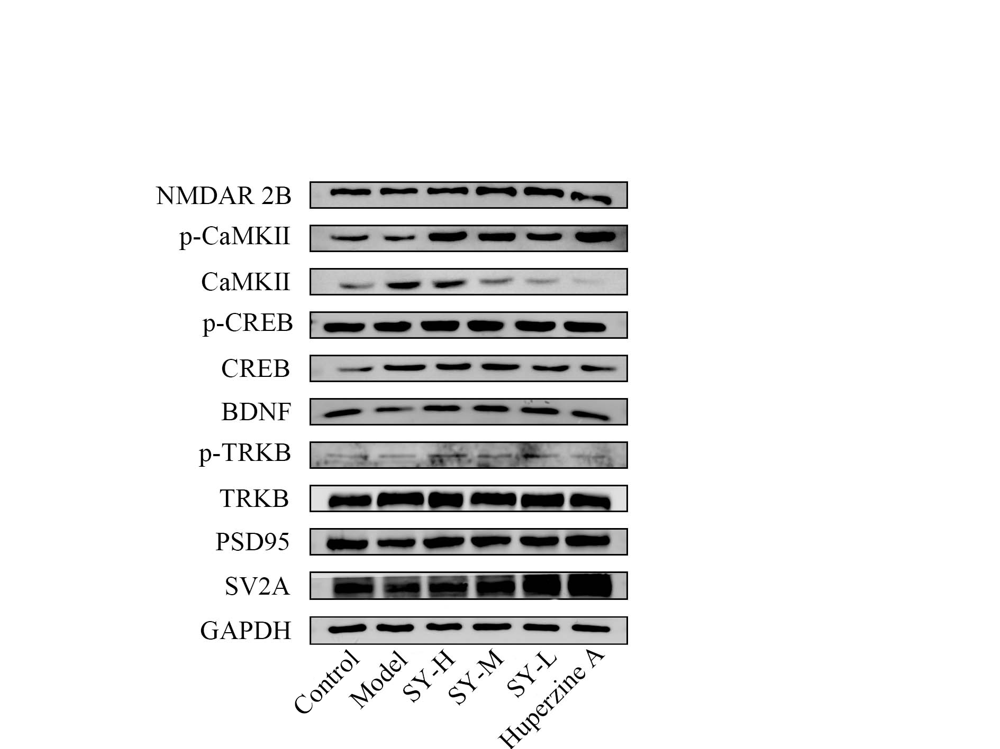 NMDAR 2B
p-CaMKII
CaMKII
p-CREB
CREB
BDNF
p-TRKB
TRKB
PSD95
SV2A
GAPDH
Control
Model
SY-H
SY-M
SY-L
Huperzine A